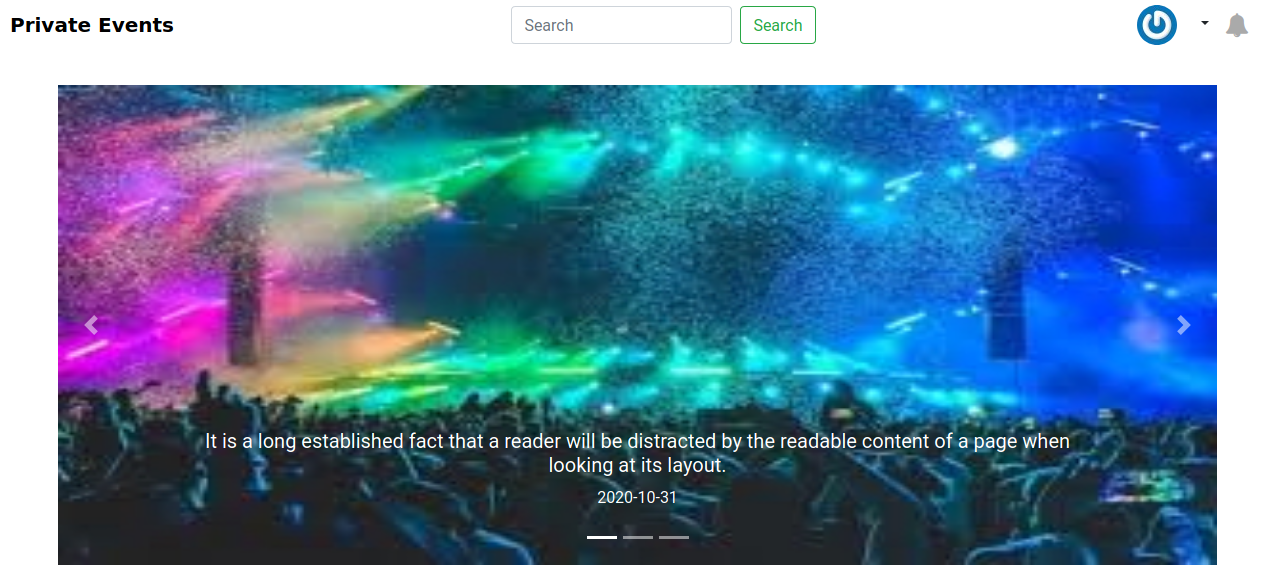 Private Events
Search
Search
It is a long established fact that a reader will be distracted by the readable content of a page when
looking at its layout.
2020-10-31